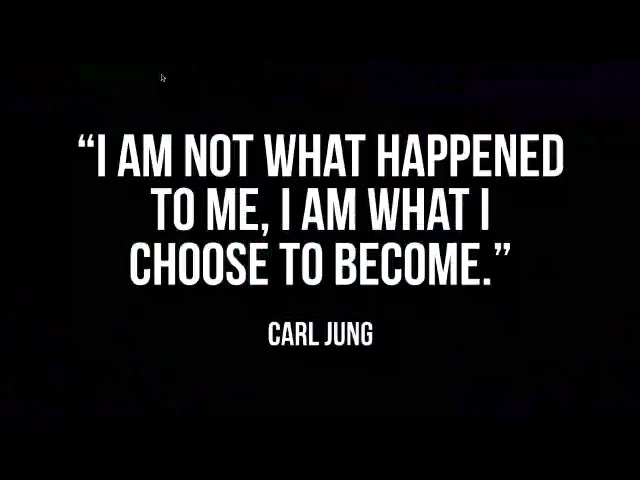 “I AM NOT WHAT HAPPENED
TO ME, I AM WHAT I
CHOOSE TO BECOME.”
CARL JUNG